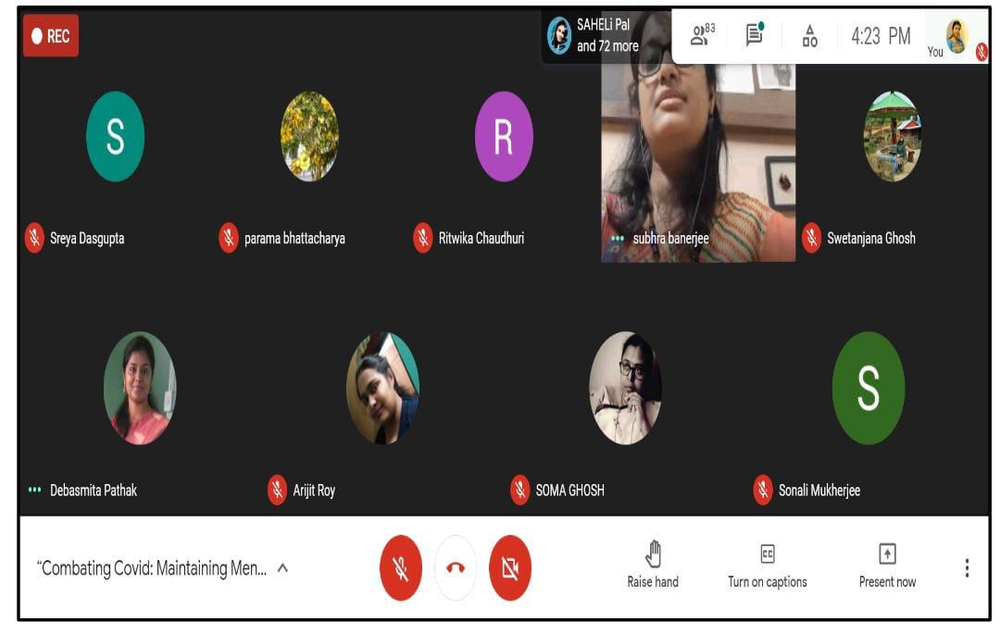 REC
SAHELi Pal
and 72 more
83
4:23 PM
You
S
R
Sreya Dasgupta
parama bhattacharya
Ritwika Chaudhuri
subhra banerjee
Swetanjana Ghosh
S
Debasmita Pathak
Arijit Roy
SOMA GHOSH
Sonali Mukherjee
“Combating Covid: Maintaining Men...
CC
Raise hand
Turn on captions
Present now